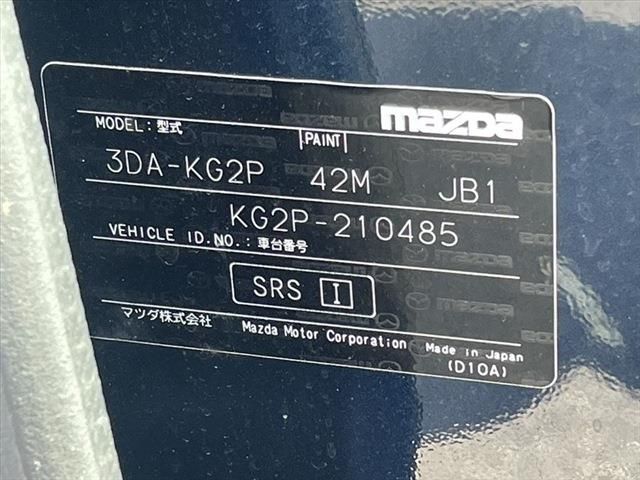 mazda
MODEL:型式 PAINT
3DA-KG2P 42M JB1
KG2P-210485
VEHICLE ID.NO.:車台番号
SRS I
マツダ株式会社 Mazda Motor Corporation Made in Japan
(D10A)